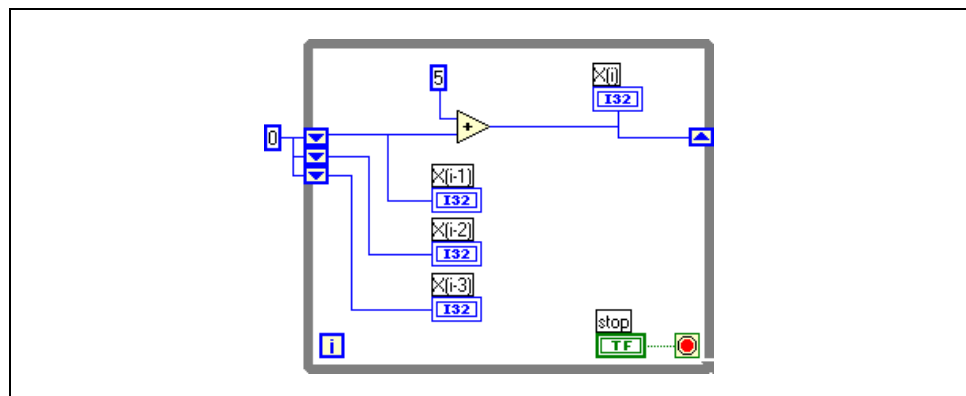 X(i)
5
I32
0
X(i-1)
I32
X(i-2)
I32
X(i-3)
I32
stop
i
TF